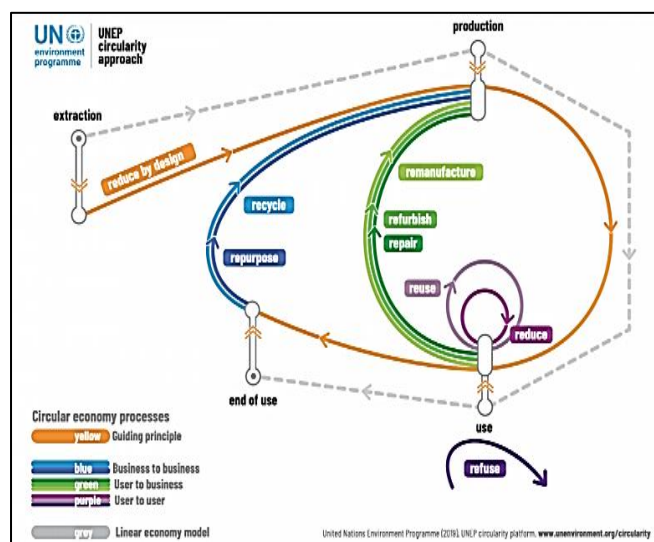 UN
environment
programme
UNEP
circularity
approach
production
extraction
reduce by design
remanufacture
recycle
refurbish
repair
repurpose
reuse
reduce
end of use
use
refuse
Circular economy processes
yellow Guiding principle
blue Business to business
green User to business
purple User to user
grey Linear economy model
United Nations Environment Programme (2019), UNEP circularity platform, www.unenvironment.org/circularity